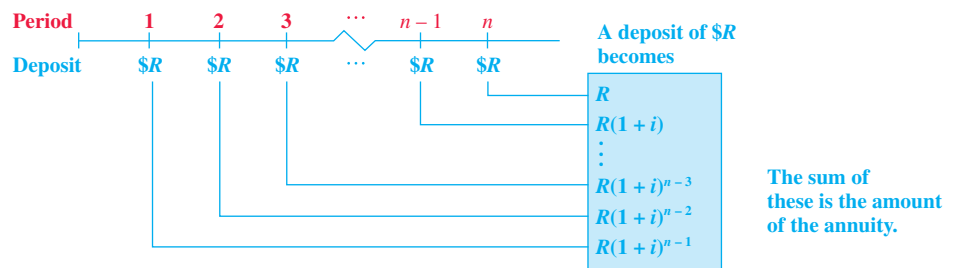 Period 1 2 3 ⋯ n – 1 n
A deposit of $R
becomes
Deposit $R $R $R ⋯ $R $R
R
R(1 + i)
⋮
R(1 + i)ⁿ⁻³
R(1 + i)ⁿ⁻²
R(1 + i)ⁿ⁻¹
The sum of
these is the amount
of the annuity.